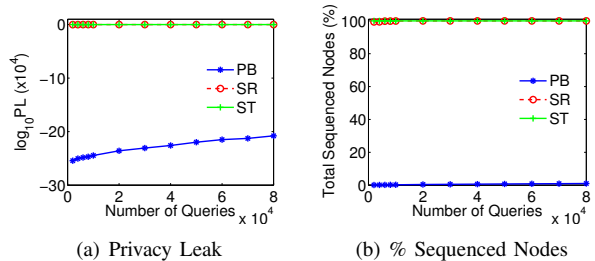 0
−10
−20
−30
log10PL (x10^4)
PB
SR
ST
0 2 4 6 8
Number of Queries x 10^4
(a) Privacy Leak
100
80
60
40
20
0
Total Sequenced Nodes (%)
PB
SR
ST
0 2 4 6 8
Number of Queries x 10^4
(b) % Sequenced Nodes